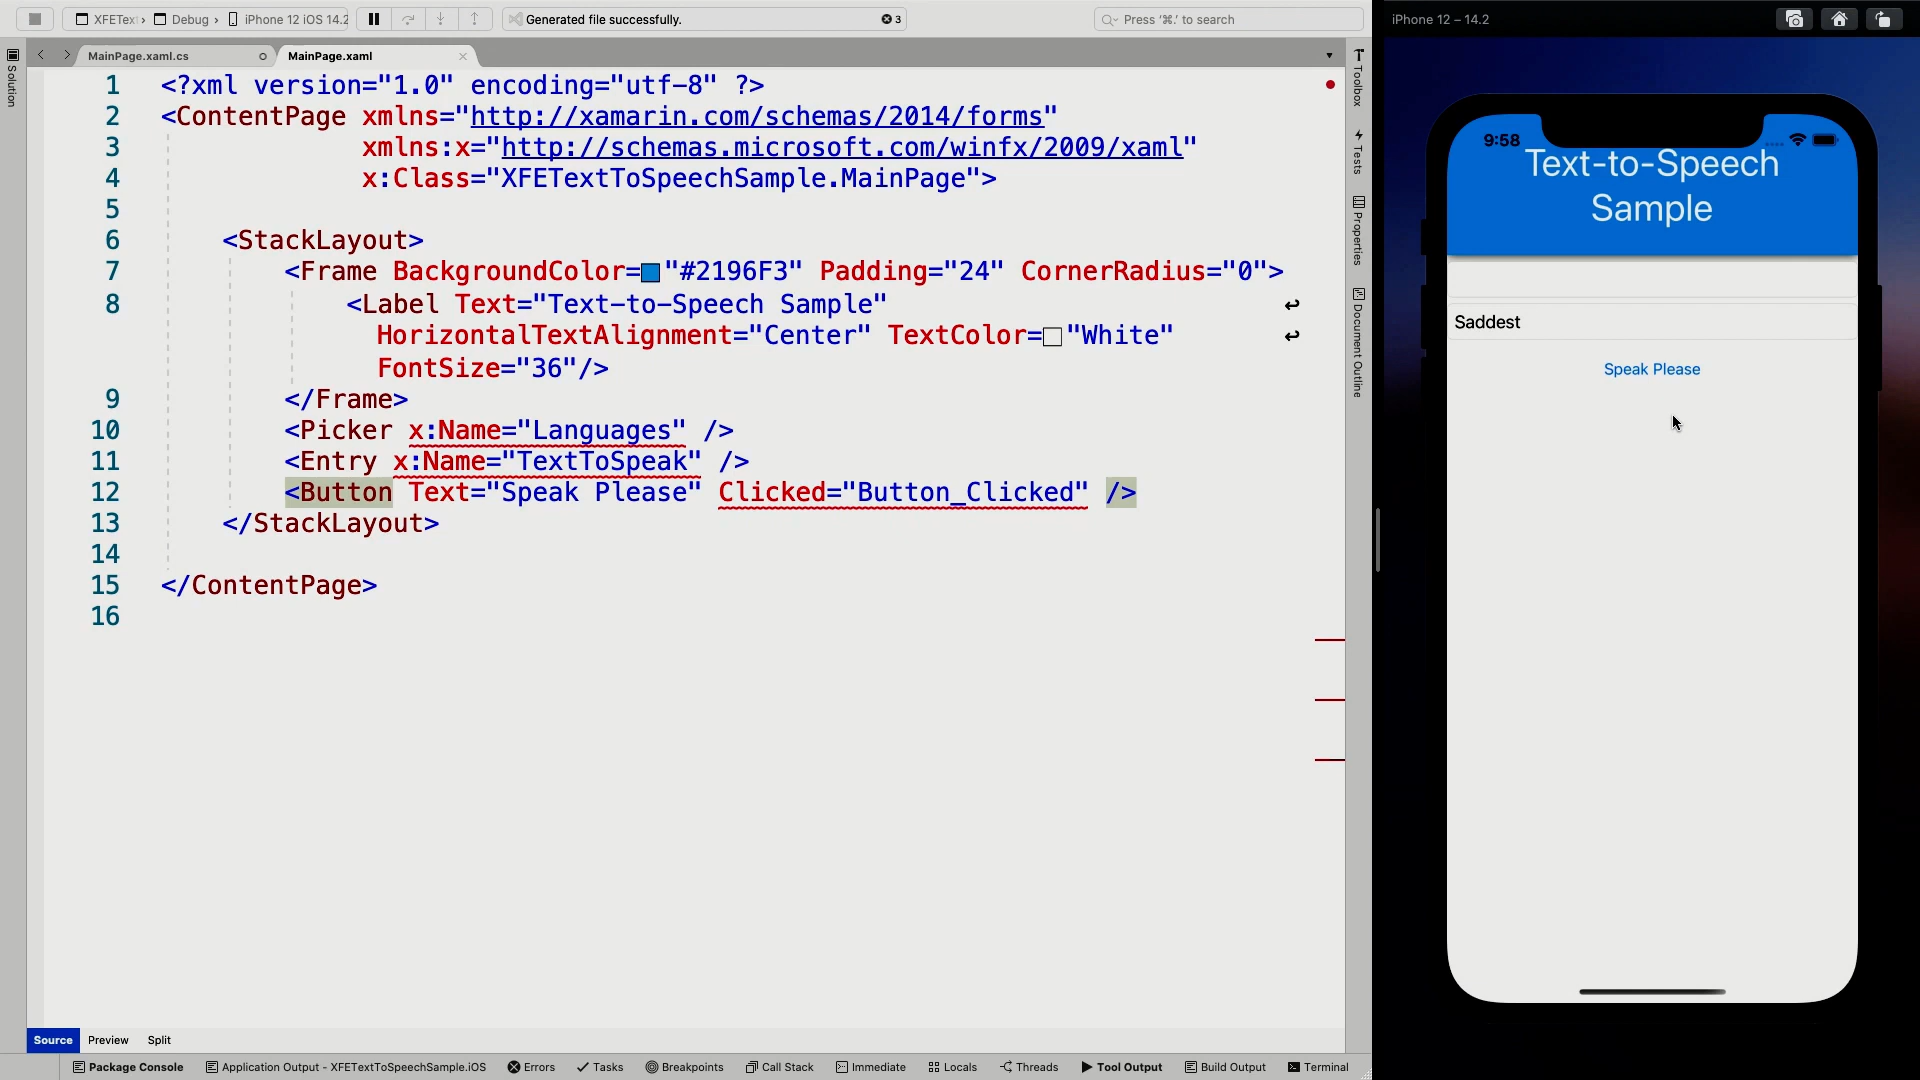 XFETex
Debug
iPhone 12 iOS 14.2
Generated file successfully.
3
Press ‘⌘.’ to search
iPhone 12 – 14.2
Solution
MainPage.xaml.cs
MainPage.xaml
Toolbox
Tests
Properties
Document Outline
1 <?xml version="1.0" encoding="utf-8" ?>
2 <ContentPage xmlns="http://xamarin.com/schemas/2014/forms"
3 xmlns:x="http://schemas.microsoft.com/winfx/2009/xaml"
4 x:Class="XFETextToSpeechSample.MainPage">
5
6 <StackLayout>
7 <Frame BackgroundColor="#2196F3" Padding="24" CornerRadius="0">
8 <Label Text="Text-to-Speech Sample"
HorizontalTextAlignment="Center" TextColor="White"
FontSize="36"/>
9 </Frame>
10 <Picker x:Name="Languages" />
11 <Entry x:Name="TextToSpeak" />
12 <Button Text="Speak Please" Clicked="Button_Clicked" />
13 </StackLayout>
14
15 </ContentPage>
16
9:58
Text-to-Speech
Sample
Saddest
Speak Please
Source Preview Split
Package Console
Application Output - XFETextToSpeechSample.iOS
Errors
Tasks
Breakpoints
Call Stack
Immediate
Locals
Threads
Tool Output
Build Output
Terminal